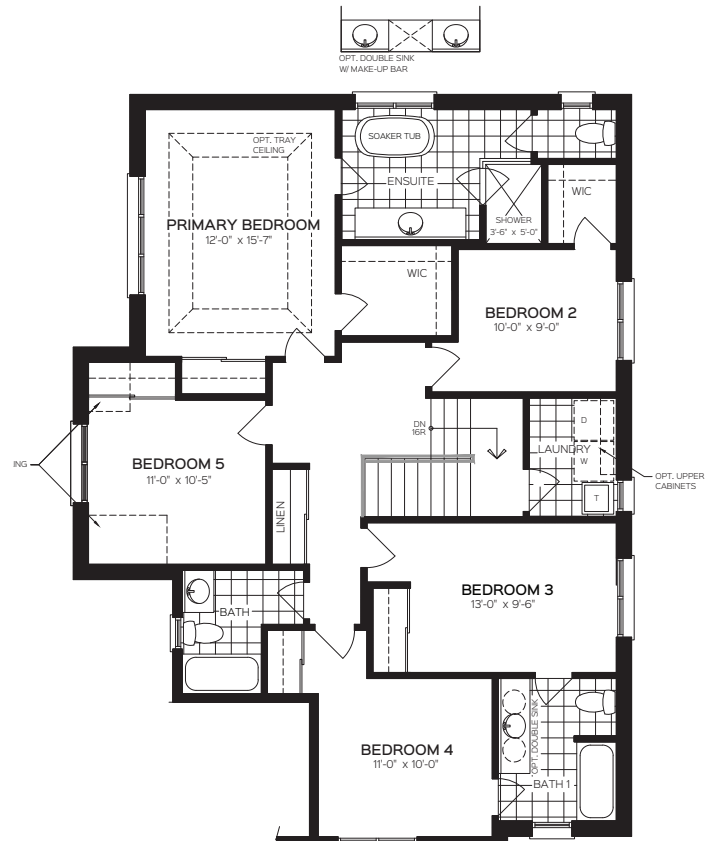 OPT. DOUBLE SINK
W/ MAKE-UP BAR
SOAKER TUB
OPT. TRAY
CEILING
ENSUITE
WIC
PRIMARY BEDROOM
12'-0" x 15'-7"
SHOWER
3'-6" x 5'-0"
WIC
BEDROOM 2
10'-0" x 9'-0"
DN
16R
D
LAUNDRY
W
OPT. UPPER
CABINETS
T
ING
BEDROOM 5
11'-0" x 10'-5"
LINEN
BEDROOM 3
13'-0" x 9'-6"
BATH
OPT. DOUBLE SINK
BEDROOM 4
11'-0" x 10'-0"
BATH 1